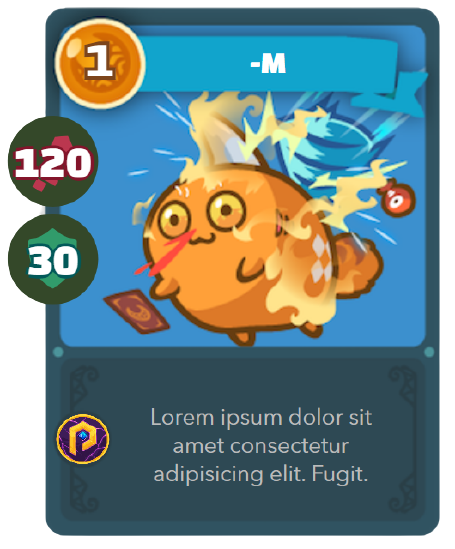 1
-M
120
30
Lorem ipsum dolor sit
amet consectetur
adipisicing elit. Fugit.